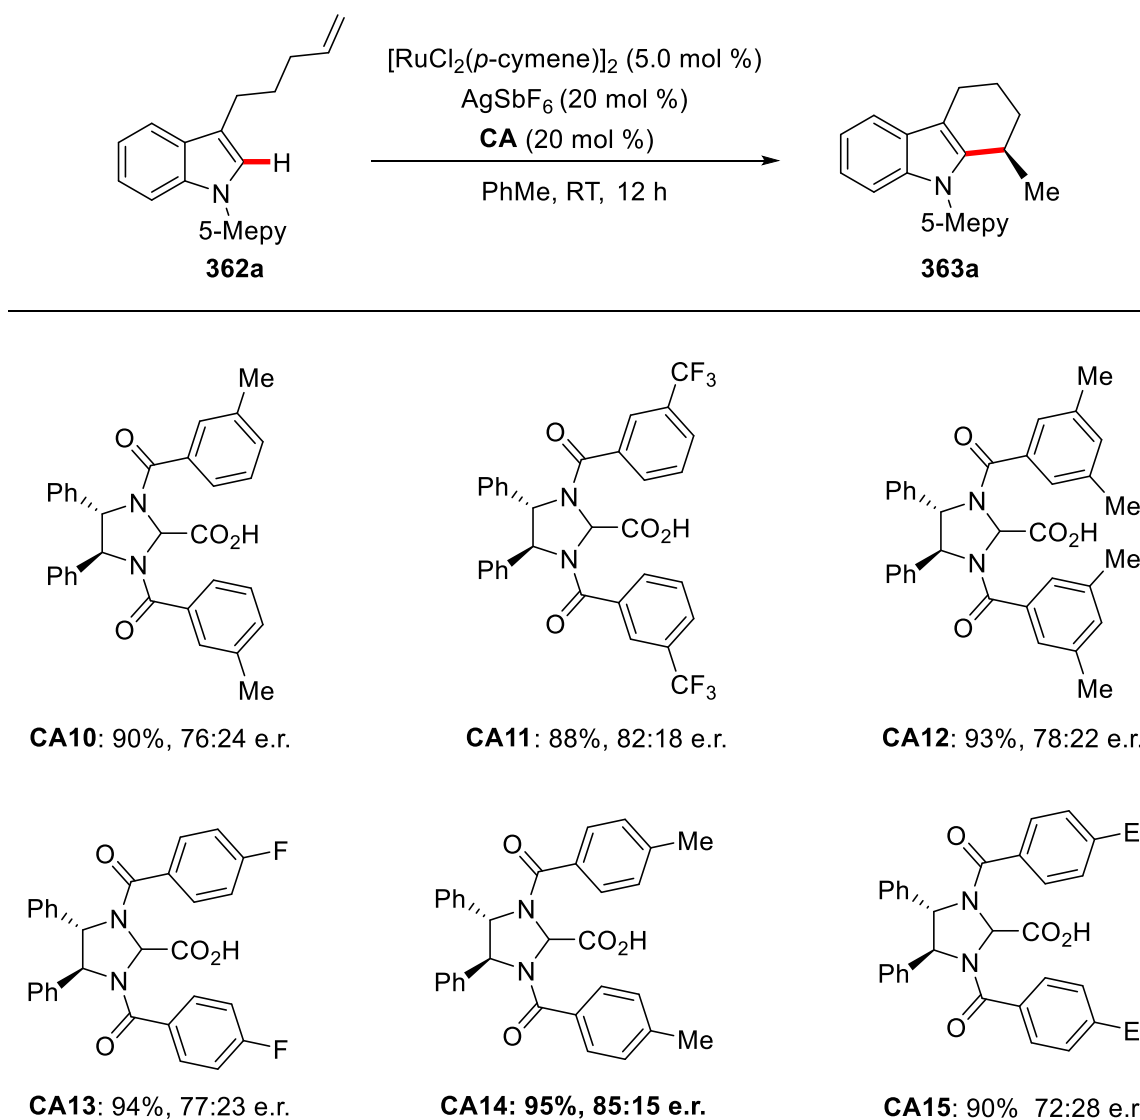 [RuCl2(p-cymene)]2 (5.0 mol %)
AgSbF6 (20 mol %)
CA (20 mol %)
PhMe, RT, 12 h
H
N
5-Mepy
362a
N
Me
5-Mepy
363a
Me
O
Ph
N
CO2H
Ph
N
O
Me
CA10: 90%, 76:24 e.r.
CF3
O
Ph
N
CO2H
Ph
N
O
CF3
CA11: 88%, 82:18 e.r.
Me
O
Ph
N
Me
CO2H
Me
Ph
N
O
Me
CA12: 93%, 78:22 e.r.
O
F
Ph
N
CO2H
Ph
N
O
F
CA13: 94%, 77:23 e.r.
O
Me
Ph
N
CO2H
Ph
N
O
Me
CA14: 95%, 85:15 e.r.
O
Ph
N
CO2H
Ph
N
O
CA15: 90%, 72:28 e.r.